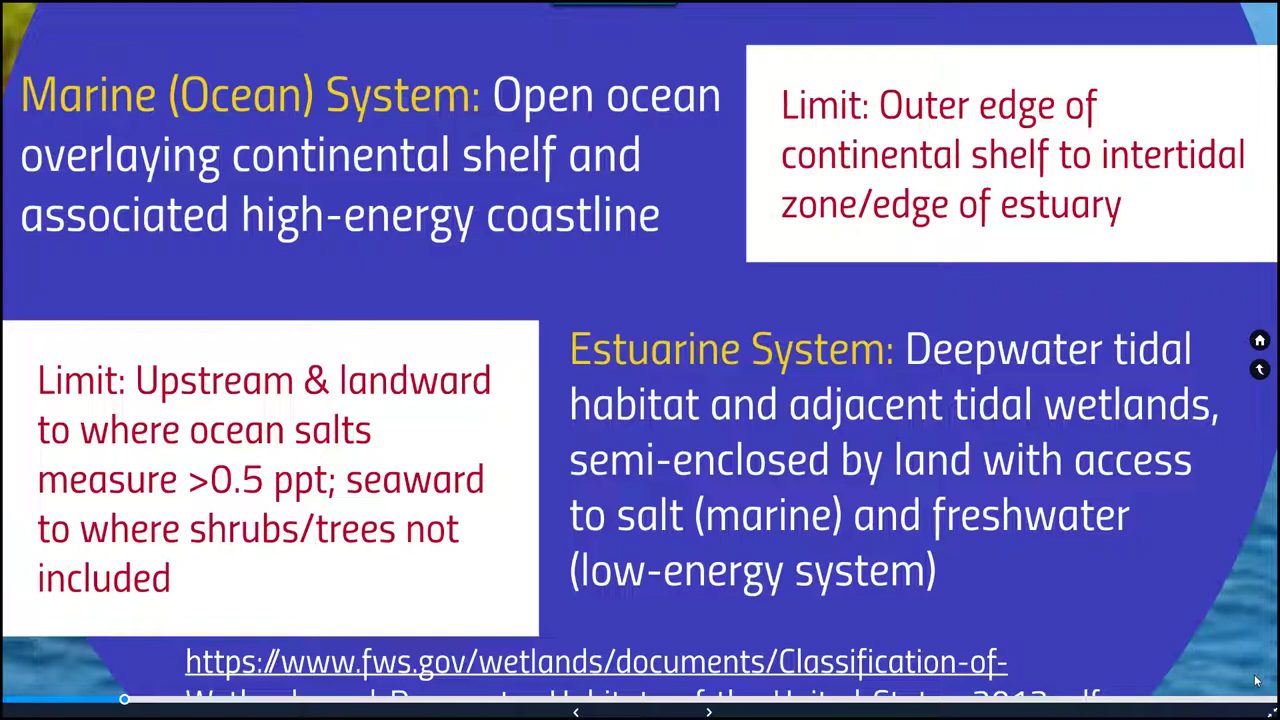 Marine (Ocean) System: Open ocean
overlaying continental shelf and
associated high-energy coastline
Limit: Outer edge of
continental shelf to intertidal
zone/edge of estuary
Limit: Upstream & landward
to where ocean salts
measure >0.5 ppt; seaward
to where shrubs/trees not
included
Estuarine System: Deepwater tidal
habitat and adjacent tidal wetlands,
semi-enclosed by land with access
to salt (marine) and freshwater
(low-energy system)
https://www.fws.gov/wetlands/documents/Classification-of-